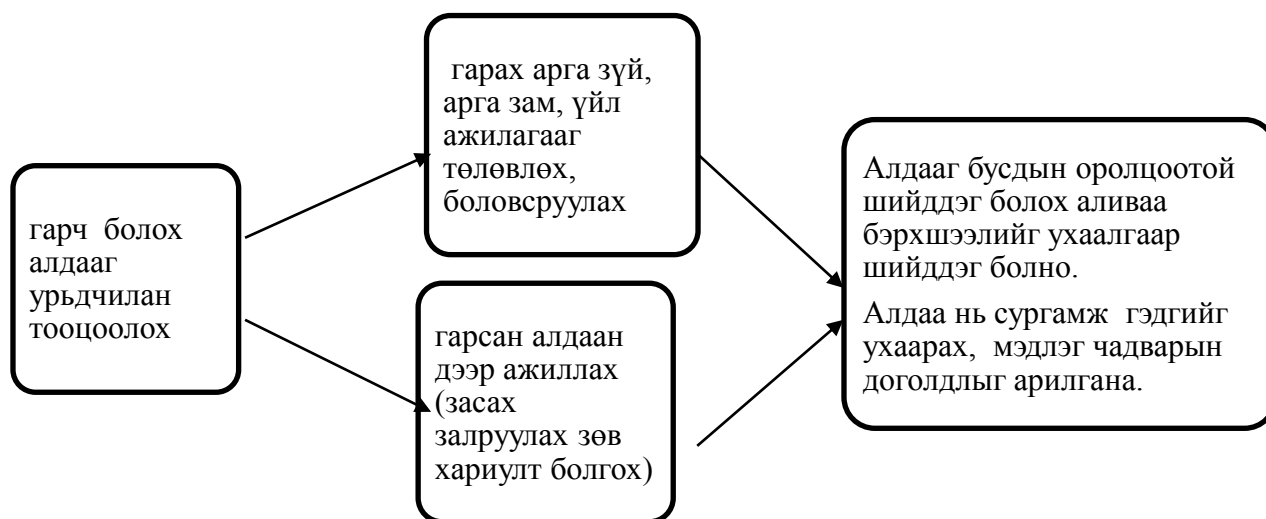 гарч болох
алдааг
урьдчилан
тооцоолох
гарах арга зүй,
арга зам, үйл
ажилагааг
төлөвлөх,
боловсруулах
гарсан алдаан
дээр ажиллах
(засах
залруулах зөв
хариулт болгох)
Алдааг бусдын оролцоотой
шийддэг болох аливаа
бэрхшээлийг ухаалгаар
шийддэг болно.
Алдаа нь сургамж гэдгийг
ухаарах, мэдлэг чадварын
доголдлыг арилгана.